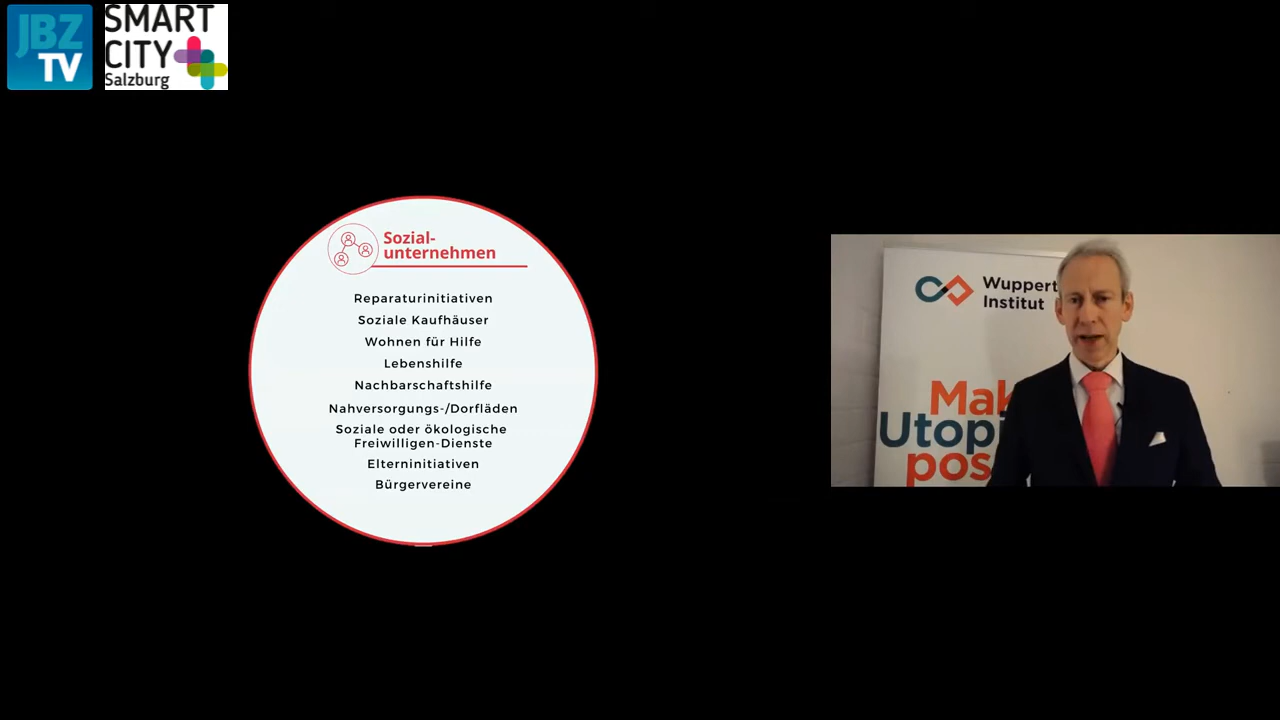 JBZ
TV
SMART
CITY
Salzburg
Sozial-
unternehmen
Reparaturinitiativen
Soziale Kaufhäuser
Wohnen für Hilfe
Lebenshilfe
Nachbarschaftshilfe
Nahversorgungs-/Dorfläden
Soziale oder ökologische
Freiwilligen-Dienste
Elterninitiativen
Bürgervereine
Wuppert
Institut
Mak
Utopi
pos